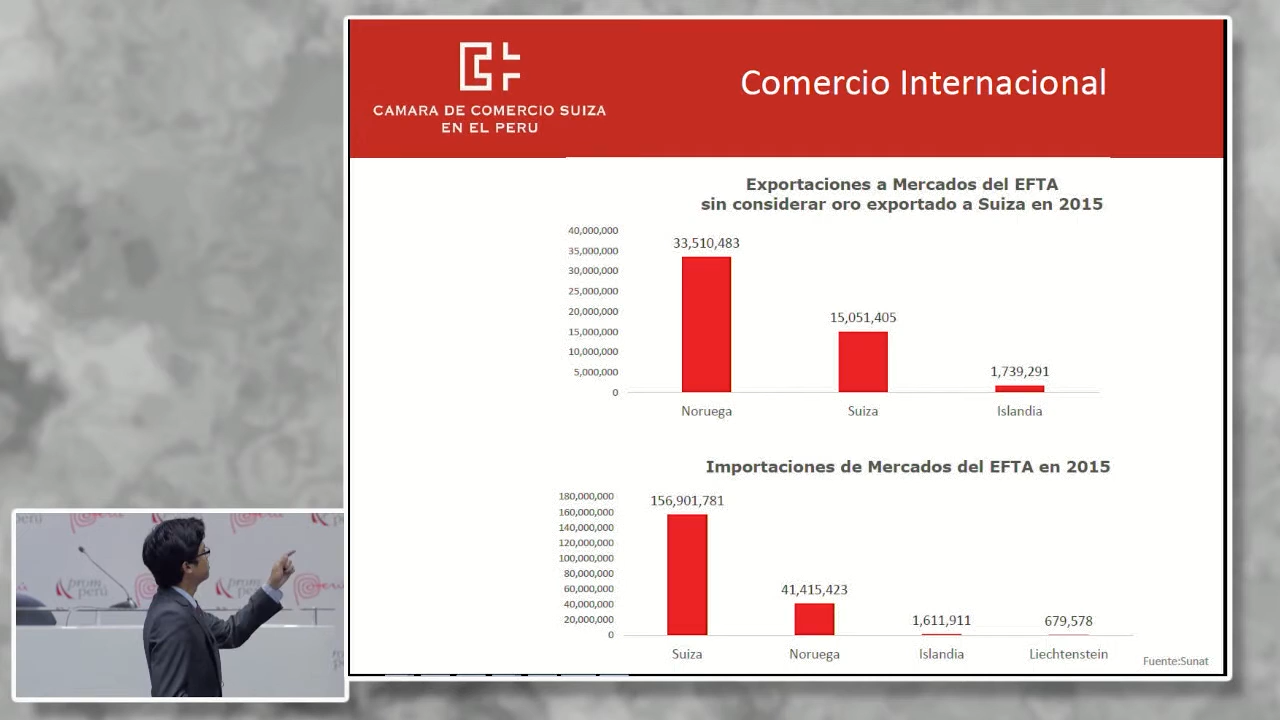 CAMARA DE COMERCIO SUIZA
EN EL PERU
Comercio Internacional
Exportaciones a Mercados del EFTA
sin considerar oro exportado a Suiza en 2015
40,000,000
35,000,000
30,000,000
25,000,000
20,000,000
15,000,000
10,000,000
5,000,000
0
33,510,483
15,051,405
1,739,291
Noruega
Suiza
Islandia
Importaciones de Mercados del EFTA en 2015
180,000,000
160,000,000
140,000,000
120,000,000
100,000,000
80,000,000
60,000,000
40,000,000
20,000,000
0
156,901,781
41,415,423
1,611,911
679,578
Suiza
Noruega
Islandia
Liechtenstein
Fuente:Sunat
prom
perú
prom
perú